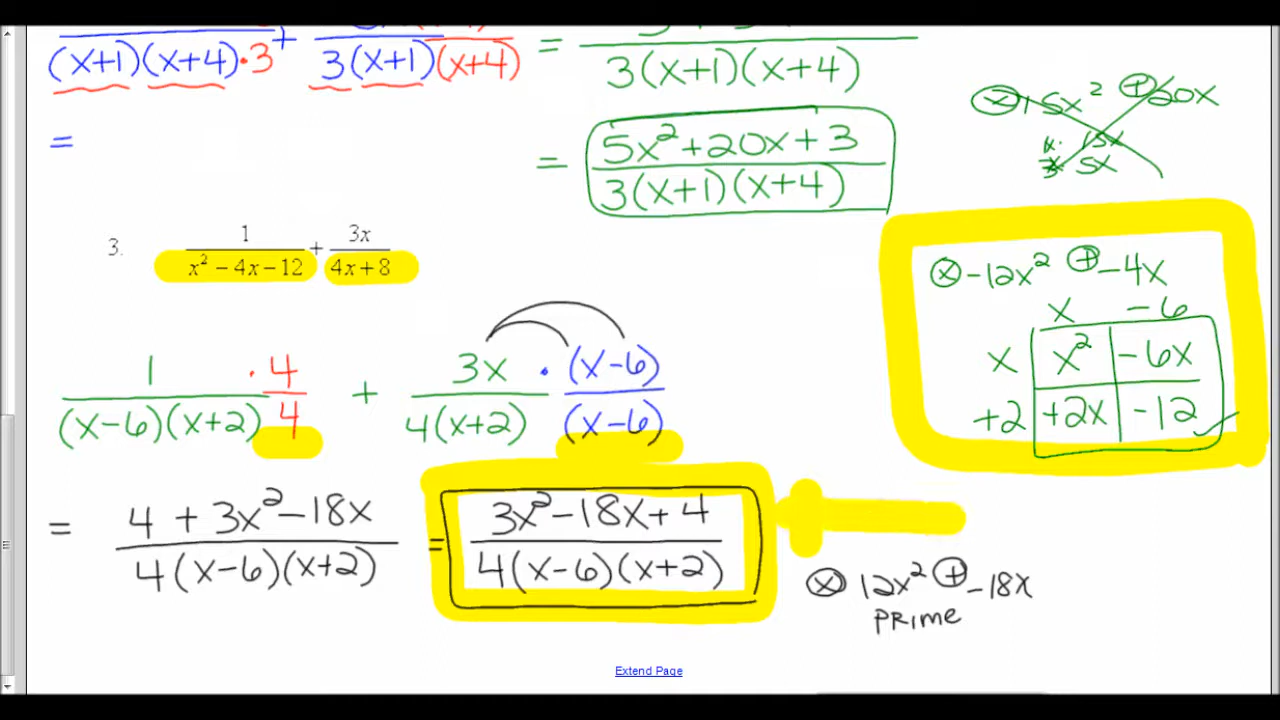 (x+1)(x+4)·3 + 3(x+1)(x+4) = 3(x+1)(x+4)
=
= 5x²+20x+3
3(x+1)(x+4)
ⓧ 15x² ⊕ 20x
15x
5x
3. 1 + 3x
x² − 4x − 12 4x + 8
ⓧ -12x² ⊕ -4x
x -6
x x² -6x
+2 +2x -12
1 · 4 + 3x · (x-6)
(x-6)(x+2) 4 4(x+2) (x-6)
= 4 + 3x² - 18x = 3x² - 18x + 4
4(x-6)(x+2) 4(x-6)(x+2)
ⓧ 12x² ⊕ -18x
PRIME
Extend Page